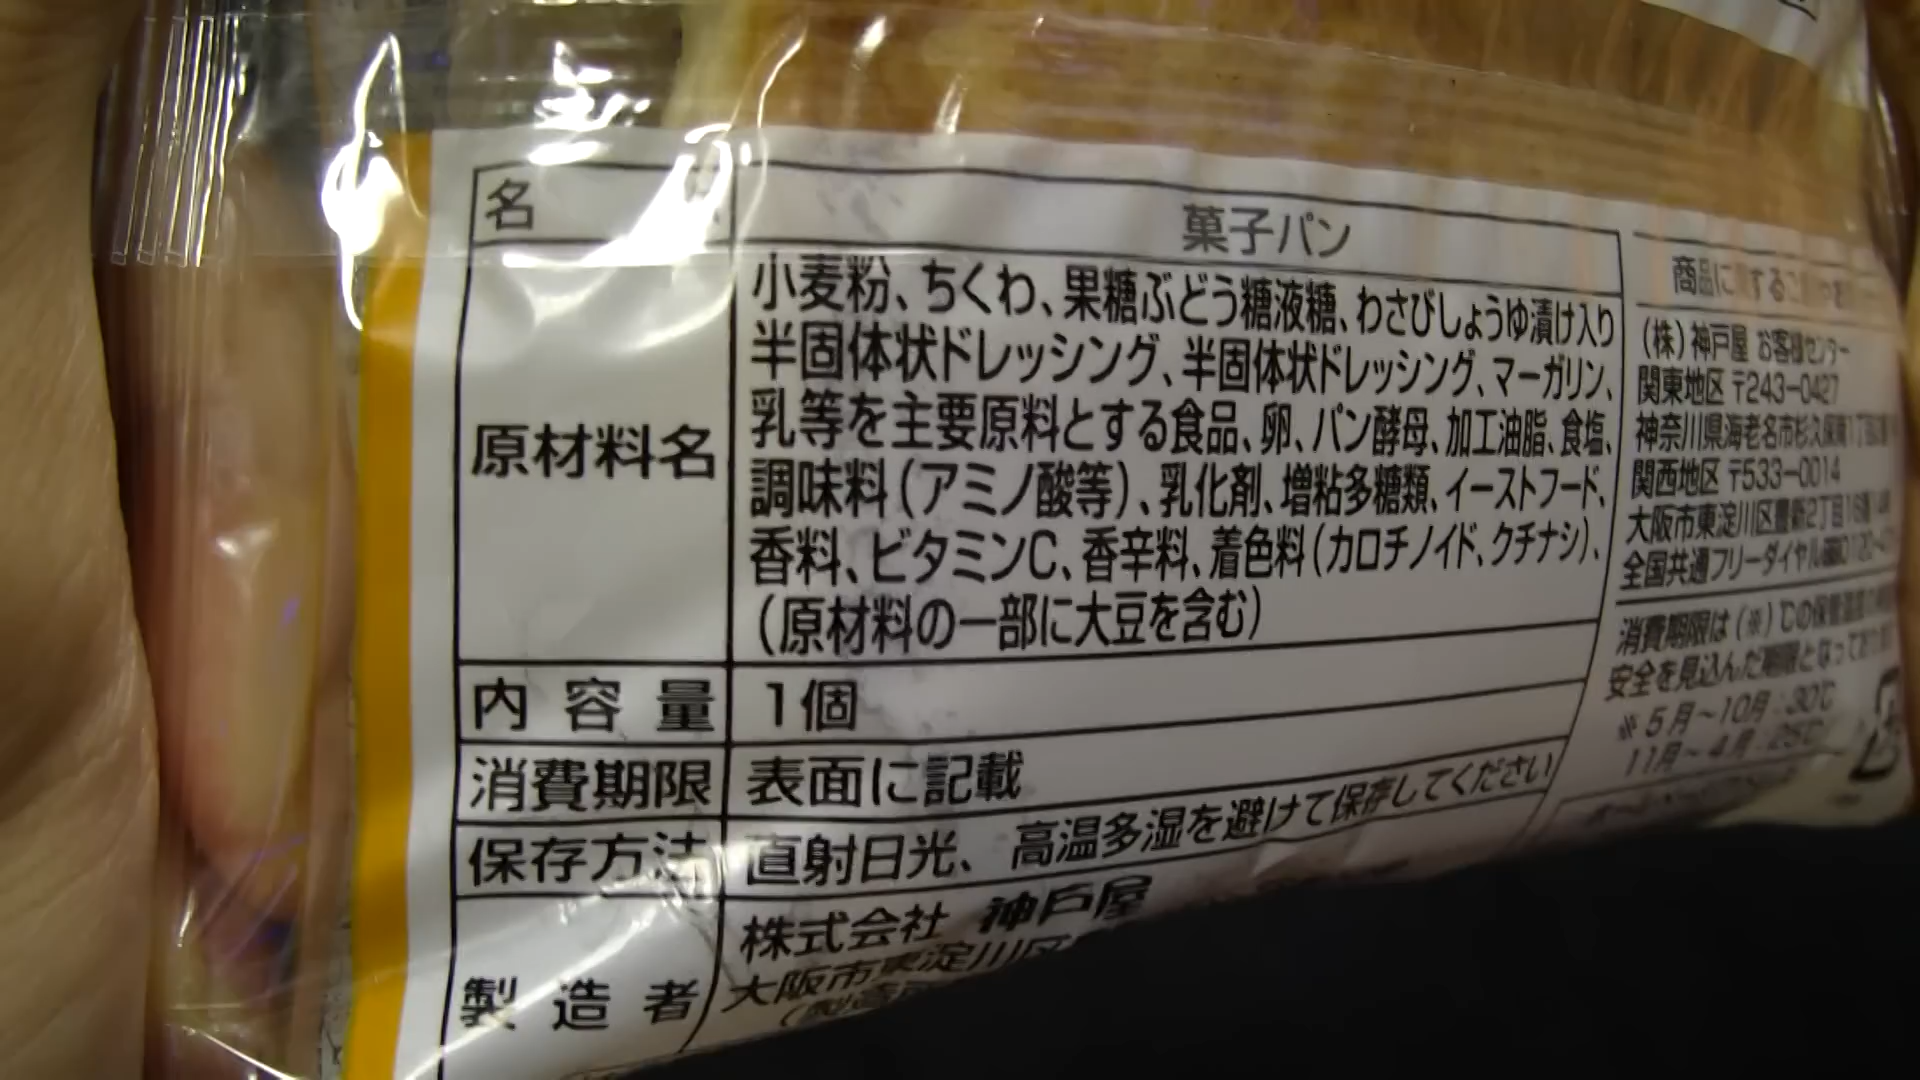 名
菓子パン
原材料名
小麦粉、ちくわ、果糖ぶどう糖液糖、わさびしょうゆ漬け入り
半固体状ドレッシング、半固体状ドレッシング、マーガリン、
乳等を主要原料とする食品、卵、パン酵母、加工油脂、食塩、
調味料(アミノ酸等)、乳化剤、増粘多糖類、イーストフード、
香料、ビタミンC、香辛料、着色料(カロチノイド、クチナシ)、
(原材料の一部に大豆を含む)
内容量 1個
消費期限 表面に記載
保存方法 直射日光、高温多湿を避けて保存してください
製造者
株式会社 神戸屋
大阪市東淀川区
商品に
(株)神戸屋 お客様センター
関東地区 〒243-0427
神奈川県海老名市杉久保南1丁目
関西地区 〒533-0014
大阪市東淀川区豊新2丁目16番
全国共通フリーダイヤル 0120-
消費期限は(※)での保管温度
安全を見込んだ期限となって
※5月~10月:30℃
11月~4月:25℃